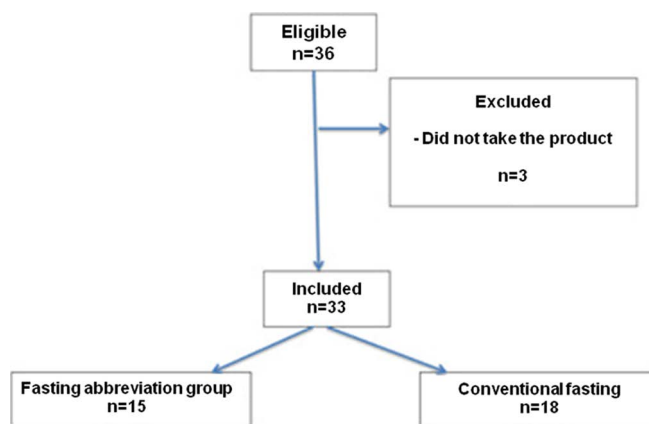 Eligible
n=36
Excluded
- Did not take the product
n=3
Included
n=33
Fasting abbreviation group
n=15
Conventional fasting
n=18